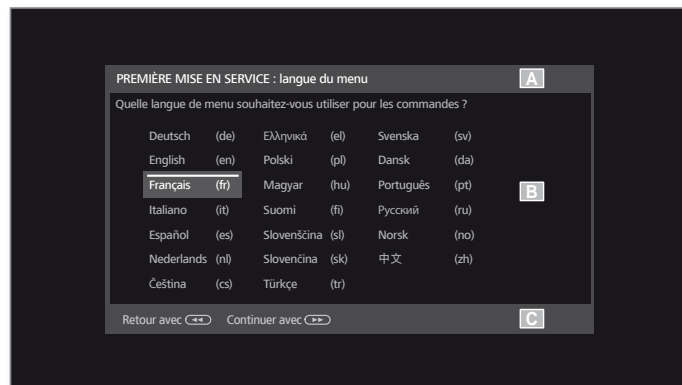 PREMIÈRE MISE EN SERVICE : langue du menu A
Quelle langue de menu souhaitez-vous utiliser pour les commandes ?
Deutsch (de) Ελληνικά (el) Svenska (sv)
English (en) Polski (pl) Dansk (da)
Français (fr) Magyar (hu) Português (pt) B
Italiano (it) Suomi (fi) Русский (ru)
Español (es) Slovenščina (sl) Norsk (no)
Nederlands (nl) Slovenčina (sk) 中文 (zh)
Čeština (cs) Türkçe (tr)
Retour avec ◄◄ Continuer avec ►► C